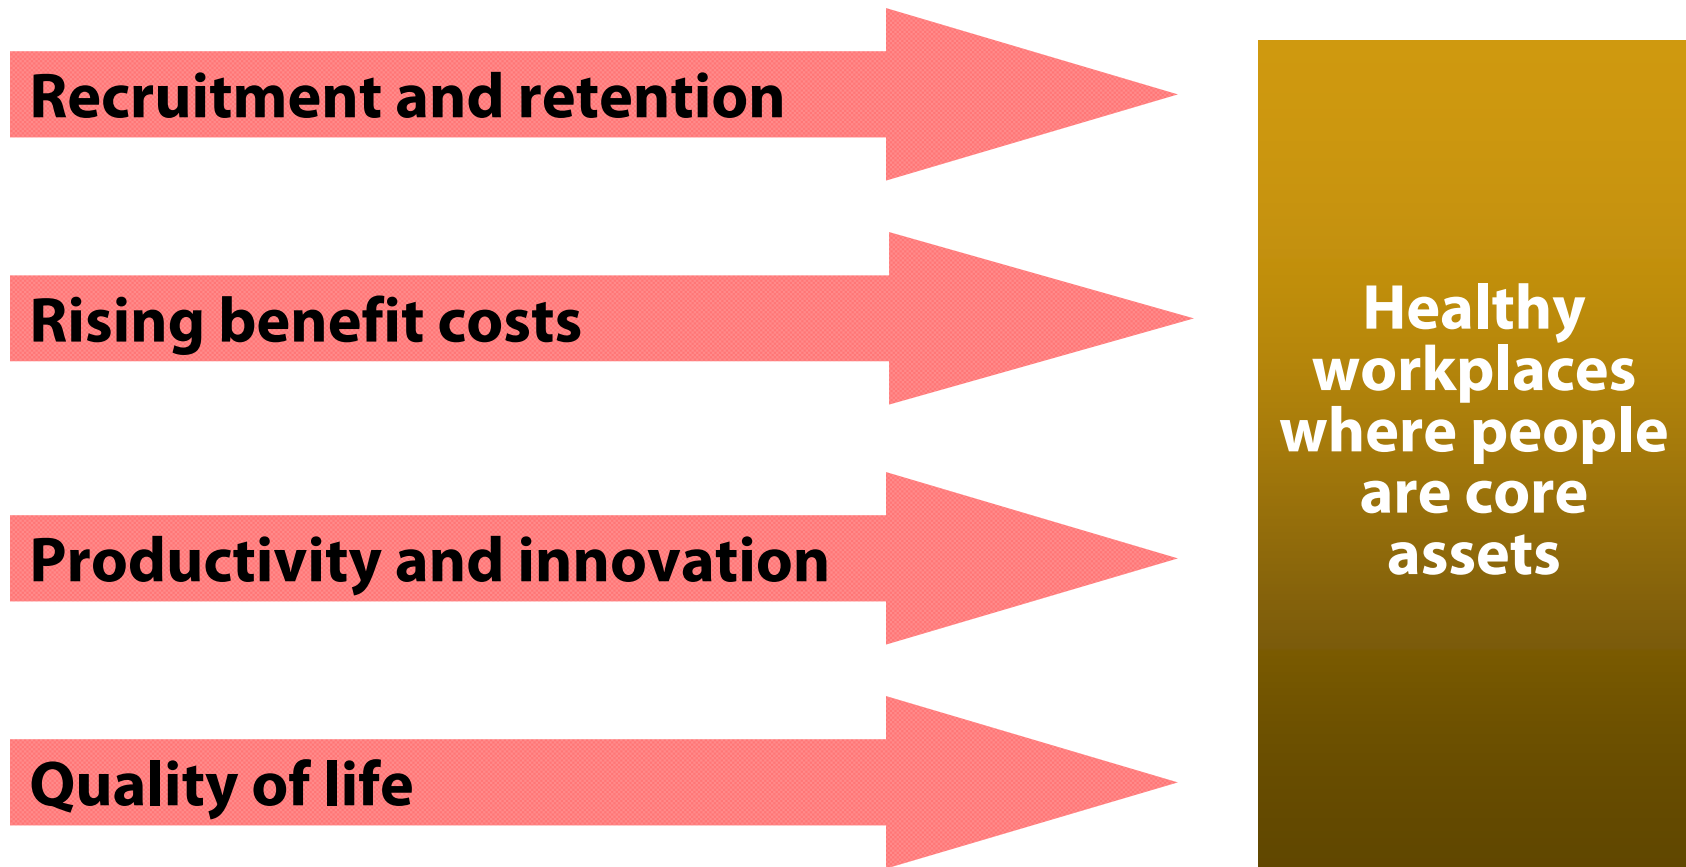 Recruitment and retention
Rising benefit costs
Productivity and innovation
Quality of life
Healthy
workplaces
where people
are core
assets